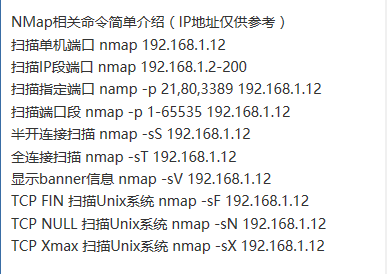 NMap相关命令简单介绍（IP地址仅供参考）
扫描单机端口 nmap 192.168.1.12
扫描IP段端口 nmap 192.168.1.2-200
扫描指定端口 namp -p 21,80,3389 192.168.1.12
扫描端口段 nmap -p 1-65535 192.168.1.12
半开连接扫描 nmap -sS 192.168.1.12
全连接扫描 nmap -sT 192.168.1.12
显示banner信息 nmap -sV 192.168.1.12
TCP FIN 扫描Unix系统 nmap -sF 192.168.1.12
TCP NULL 扫描Unix系统 nmap -sN 192.168.1.12
TCP Xmax 扫描Unix系统 nmap -sX 192.168.1.12